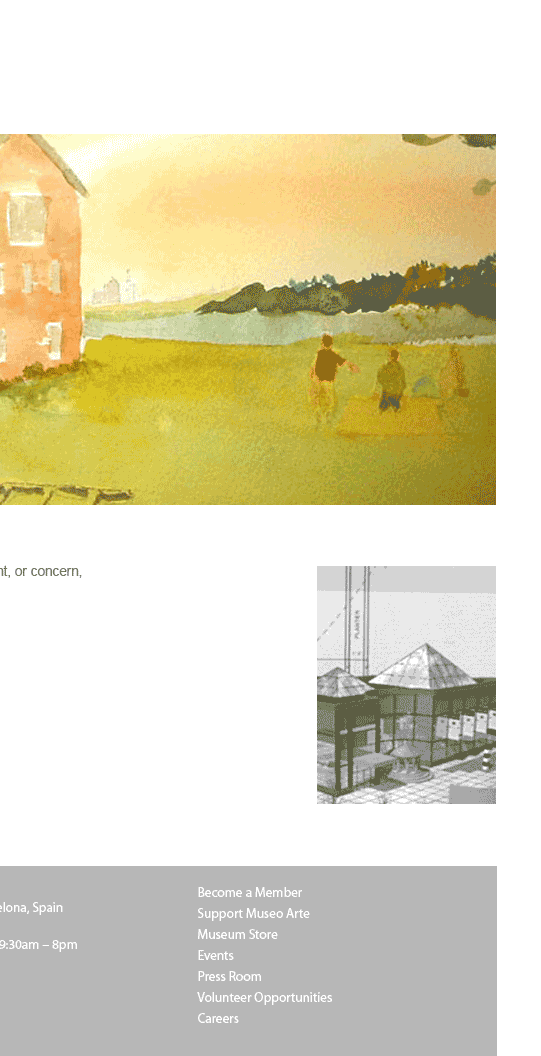 nt, or concern,
PLANTER
elona, Spain
9:30am – 8pm
Become a Member
Support Museo Arte
Museum Store
Events
Press Room
Volunteer Opportunities
Careers